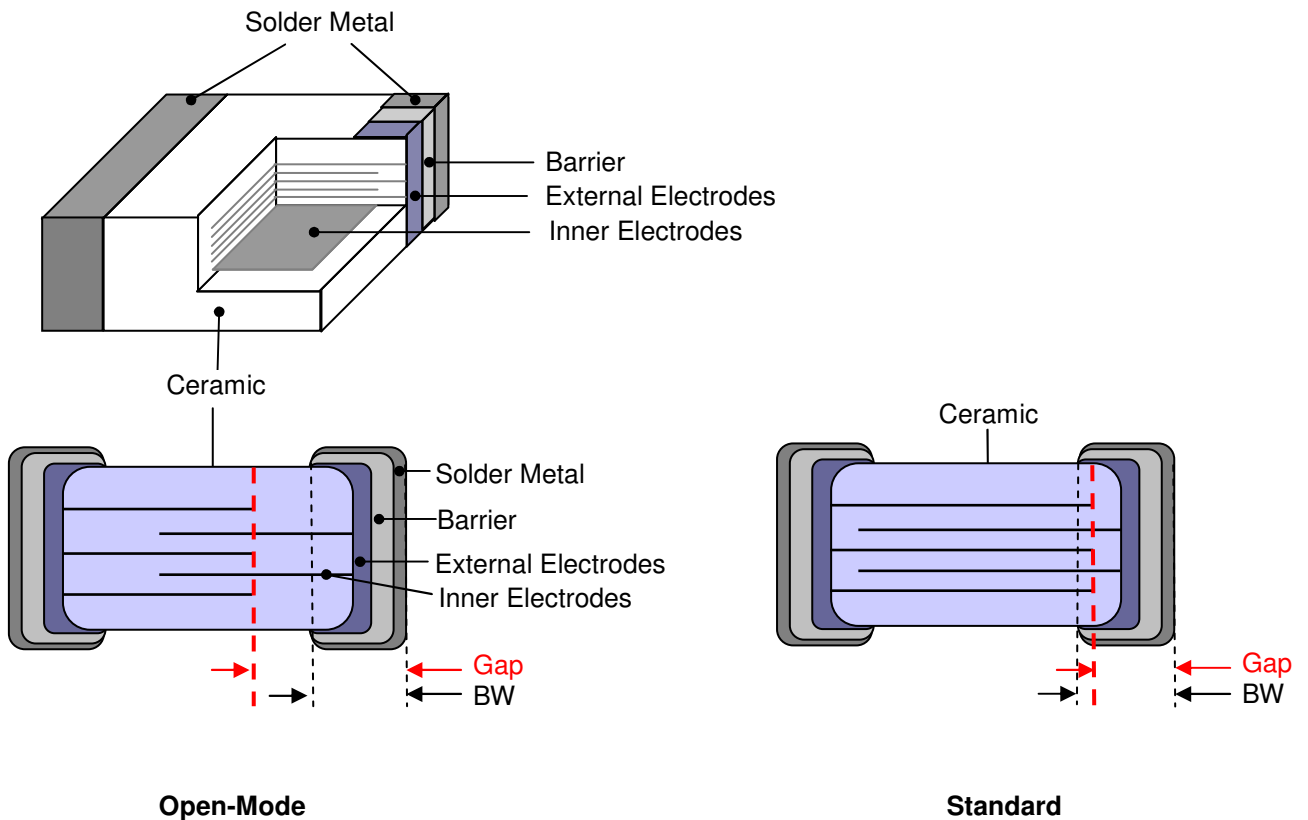 Solder Metal
Barrier
External Electrodes
Inner Electrodes
Ceramic
Solder Metal
Barrier
External Electrodes
Inner Electrodes
Gap
BW
Open-Mode
Ceramic
Gap
BW
Standard